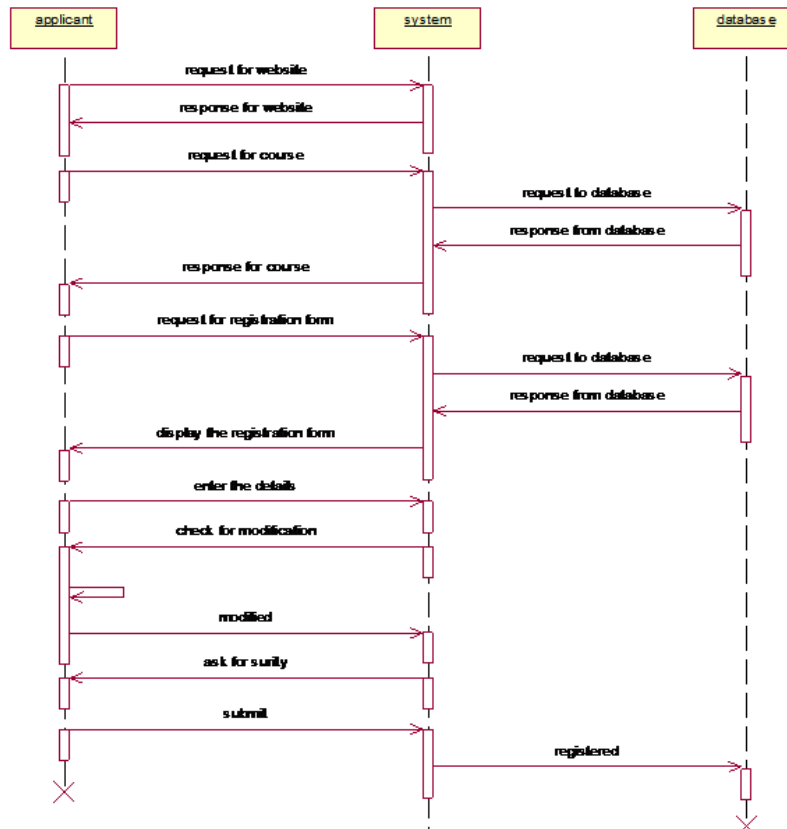 applicant
system
database
request for website
response for website
request for course
request to database
response from database
response for course
request for registration form
request to database
response from database
display the registration form
enter the details
check for modification
modified
ask for surity
submit
registered